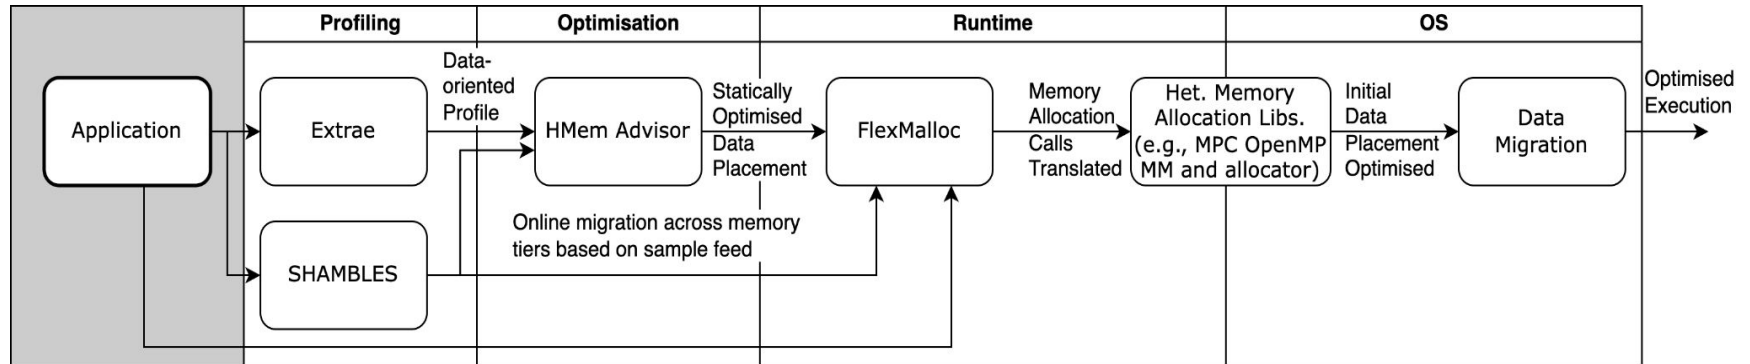 Profiling
Optimisation
Runtime
OS
Application
Extrae
Data-
oriented
Profile
HMem Advisor
Statically
Optimised
Data
Placement
FlexMalloc
Memory
Allocation
Calls
Translated
Het. Memory
Allocation Libs.
(e.g., MPC OpenMP
MM and allocator)
Initial
Data
Placement
Optimised
Data
Migration
Optimised
Execution
SHAMBLES
Online migration across memory
tiers based on sample feed